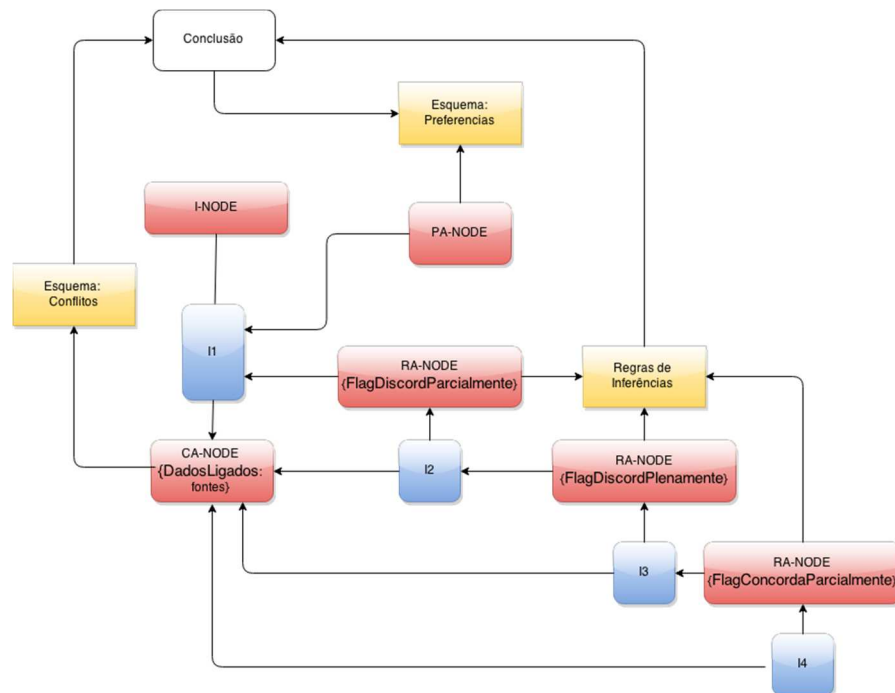 Conclusão
Esquema:
Preferencias
I-NODE
PA-NODE
Esquema:
Conflitos
I1
RA-NODE
{FlagDiscordParcialmente}
Regras de
Inferências
CA-NODE
{DadosLigados:
fontes}
I2
RA-NODE
{FlagDiscordPlenamente}
I3
RA-NODE
{FlagConcordaParcialmente}
I4